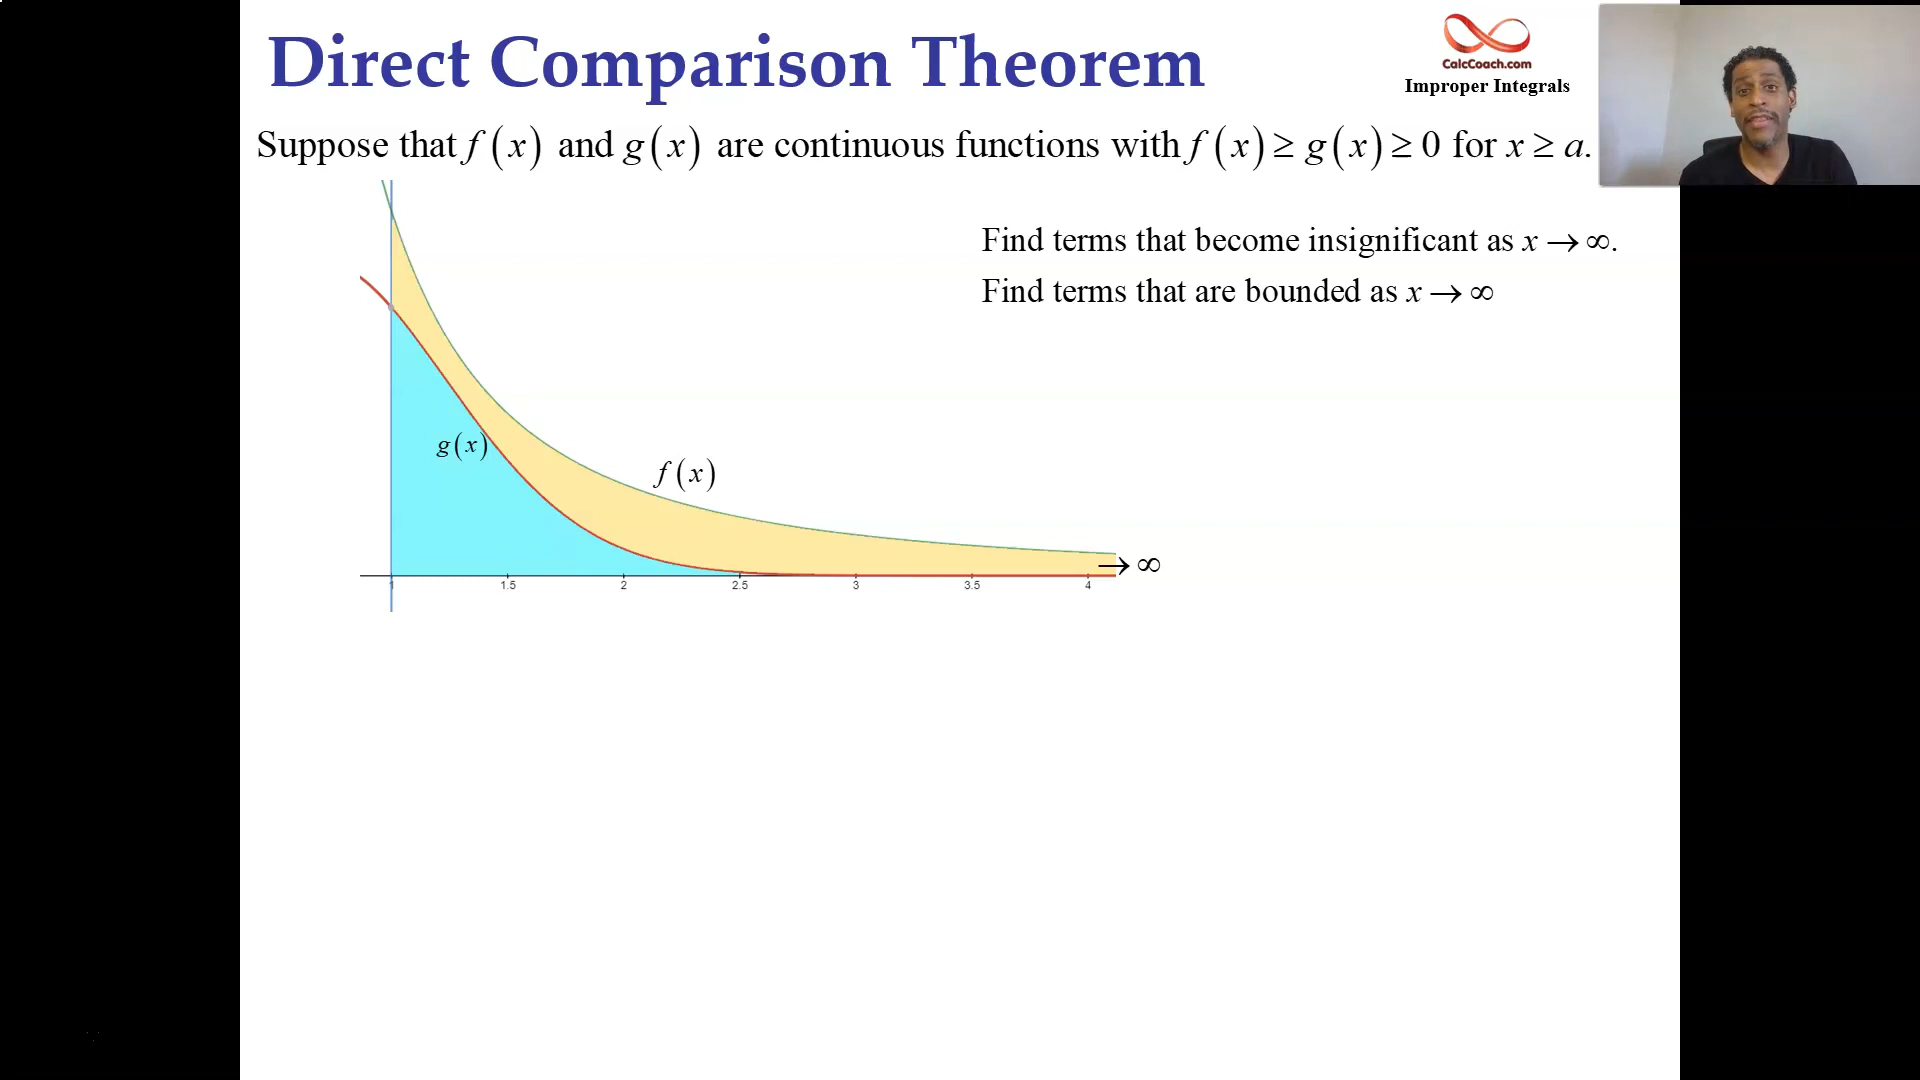 Direct Comparison Theorem
CalcCoach.com
Improper Integrals
Suppose that f(x) and g(x) are continuous functions with f(x) ≥ g(x) ≥ 0 for x ≥ a.
Find terms that become insignificant as x → ∞.
Find terms that are bounded as x → ∞
g(x)
f(x)
→ ∞
1 1.5 2 2.5 3 3.5 4